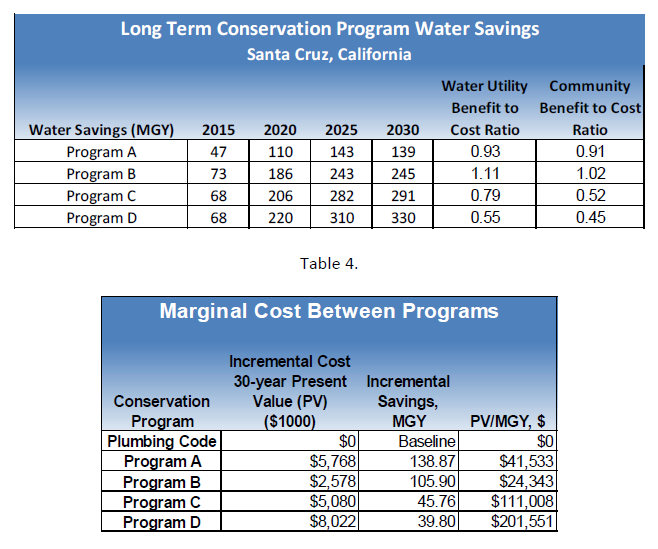 Long Term Conservation Program Water Savings
Santa Cruz, California
Water Utility Community
Benefit to Benefit to Cost
Water Savings (MGY) 2015 2020 2025 2030 Cost Ratio Ratio
Program A 47 110 143 139 0.93 0.91
Program B 73 186 243 245 1.11 1.02
Program C 68 206 282 291 0.79 0.52
Program D 68 220 310 330 0.55 0.45
Table 4.
Marginal Cost Between Programs
Incremental Cost
30-year Present Incremental
Conservation Value (PV) Savings,
Program ($1000) MGY PV/MGY, $
Plumbing Code $0 Baseline $0
Program A $5,768 138.87 $41,533
Program B $2,578 105.90 $24,343
Program C $5,080 45.76 $111,008
Program D $8,022 39.80 $201,551